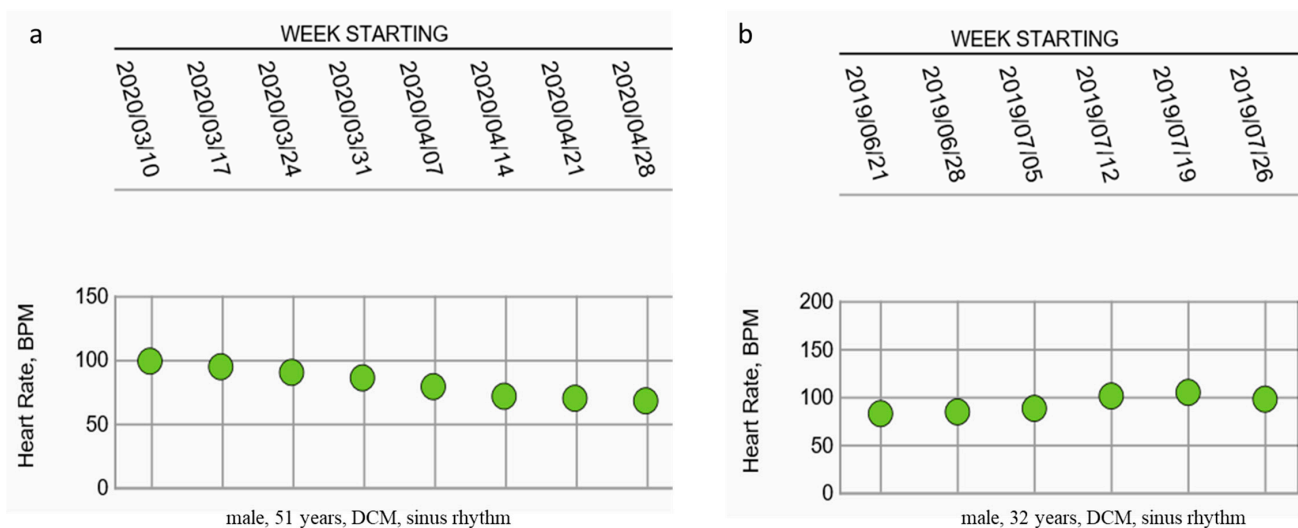 a
WEEK STARTING
2020/03/10
2020/03/17
2020/03/24
2020/03/31
2020/04/07
2020/04/14
2020/04/21
2020/04/28
Heart Rate, BPM
150
100
50
0
male, 51 years, DCM, sinus rhythm
b
WEEK STARTING
2019/06/21
2019/06/28
2019/07/05
2019/07/12
2019/07/19
2019/07/26
Heart Rate, BPM
200
150
100
50
0
male, 32 years, DCM, sinus rhythm